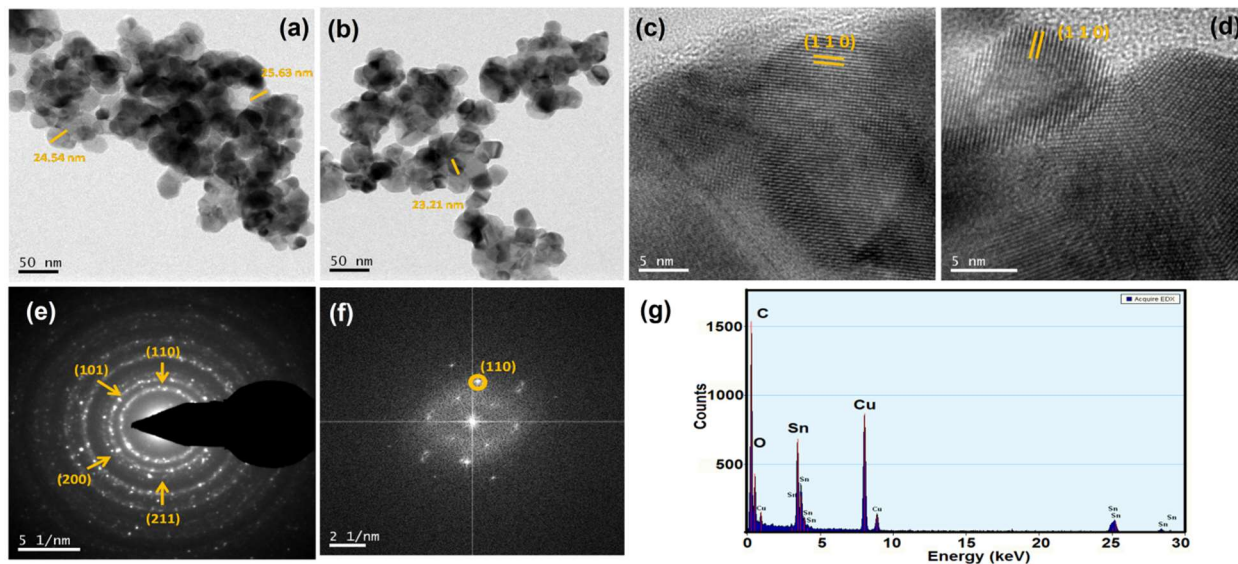 (a)
25.63 nm
24.54 nm
50 nm
(b)
23.21 nm
50 nm
(c)
(1 1 0)
5 nm
(d)
(1 1 0)
5 nm
(e)
(110)
(101)
(200)
(211)
5 1/nm
(f)
(110)
2 1/nm
(g)
Acquire EDX
Counts
1500
1000
500
C
O
Cu
Sn
Sn
Sn
Sn
Sn
Cu
Cu
Sn
Sn
Sn
Sn
0
5
10
15
20
25
30
Energy (keV)